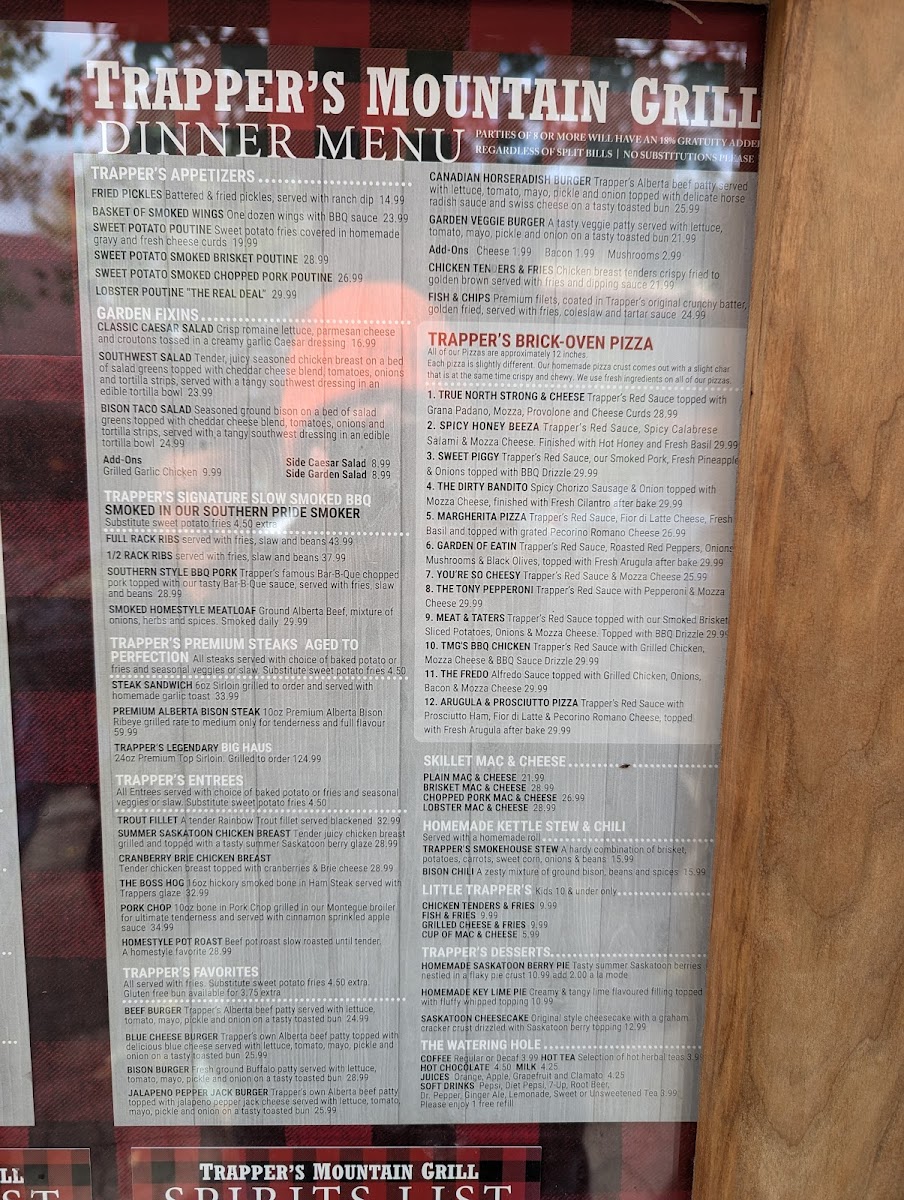 TRAPPER'S MOUNTAIN GRILL
DINNER MENU
PARTIES OF 8 OR MORE WILL HAVE AN 18% GRATUITY ADDED
REGARDLESS OF SPLIT BILLS | NO SUBSTITUTIONS PLEASE
TRAPPER'S APPETIZERS
FRIED PICKLES Battered & fried pickles, served with ranch dip 14.99
BASKET OF SMOKED WINGS One dozen wings with BBQ sauce 23.99
SWEET POTATO POUTINE Sweet potato fries covered in homemade
gravy and fresh cheese curds 19.99
SWEET POTATO SMOKED BRISKET POUTINE 28.99
SWEET POTATO SMOKED CHOPPED PORK POUTINE 26.99
LOBSTER POUTINE "THE REAL DEAL" 29.99
GARDEN FIXINS
CLASSIC CAESAR SALAD Crisp romaine lettuce, parmesan cheese
and croutons tossed in a creamy garlic Caesar dressing 16.99
SOUTHWEST SALAD Tender, juicy seasoned chicken breast on a bed
of salad greens topped with cheddar cheese blend, tomatoes, onions
and tortilla strips, served with a tangy southwest dressing in an
edible tortilla bowl 23.99
BISON TACO SALAD Seasoned ground bison on a bed of salad
greens topped with cheddar cheese blend, tomatoes, onions and
tortilla strips, served with a tangy southwest dressing in an edible
tortilla bowl 24.99
Add-Ons
Grilled Garlic Chicken 9.99
Side Caesar Salad 8.99
Side Garden Salad 8.99
TRAPPER'S SIGNATURE SLOW SMOKED BBQ
SMOKED IN OUR SOUTHERN PRIDE SMOKER
Substitute sweet potato fries 4.50 extra
FULL RACK RIBS served with fries, slaw and beans 43.99
1/2 RACK RIBS served with fries, slaw and beans 37.99
SOUTHERN STYLE BBQ PORK Trapper's famous Bar-B-Que chopped
pork topped with our tasty Bar-B-Que sauce, served with fries, slaw
and beans 28.99
SMOKED HOMESTYLE MEATLOAF Ground Alberta Beef, mixture of
onions, herbs and spices. Smoked daily 29.99
TRAPPER'S PREMIUM STEAKS AGED TO
PERFECTION All steaks served with choice of baked potato or
fries and seasonal veggies or slaw. Substitute sweet potato fries 4.50
STEAK SANDWICH 6oz Sirloin grilled to order and served with
homemade garlic toast 33.99
PREMIUM ALBERTA BISON STEAK 10oz Premium Alberta Bison
Ribeye grilled rare to medium only for tenderness and full flavour
59.99
TRAPPER'S LEGENDARY BIG HAUS
24oz Premium Top Sirloin. Grilled to order 124.99
TRAPPER'S ENTREES
All Entrees served with choice of baked potato or fries and seasonal
veggies or slaw. Substitute sweet potato fries 4.50
TROUT FILLET A tender Rainbow Trout fillet served blackened 32.99
SUMMER SASKATOON CHICKEN BREAST Tender juicy chicken breast
grilled and topped with a tasty summer Saskatoon berry glaze 28.99
CRANBERRY BRIE CHICKEN BREAST
Tender chicken breast topped with cranberries & Brie cheese 28.99
THE BOSS HOG 16oz hickory smoked bone in Ham Steak served with
Trappers glaze 32.99
PORK CHOP 10oz bone in Pork Chop grilled in our Montegue broiler
for ultimate tenderness and served with cinnamon sprinkled apple
sauce 34.99
HOMESTYLE POT ROAST Beef pot roast slow roasted until tender.
A homestyle favorite 28.99
TRAPPER'S FAVORITES
All served with fries. Substitute sweet potato fries 4.50 extra.
Gluten free bun available for 3.75 extra
BEEF BURGER Trapper's Alberta beef patty served with lettuce,
tomato, mayo, pickle and onion on a tasty toasted bun 24.99
BLUE CHEESE BURGER Trapper's own Alberta beef patty topped with
delicious blue cheese served with lettuce, tomato, mayo, pickle and
onion on a tasty toasted bun 25.99
BISON BURGER Fresh ground Buffalo patty served with lettuce,
tomato, mayo, pickle and onion on a tasty toasted bun 28.99
JALAPENO PEPPER JACK BURGER Trapper's own Alberta beef patty
topped with jalapeno pepper jack cheese served with lettuce, tomato,
mayo, pickle and onion on a tasty toasted bun 25.99
CANADIAN HORSERADISH BURGER Trapper's Alberta beef patty served
with lettuce, tomato, mayo, pickle and onion topped with delicate horse
radish sauce and swiss cheese on a tasty toasted bun 25.99
GARDEN VEGGIE BURGER A tasty veggie patty served with lettuce,
tomato, mayo, pickle and onion on a tasty toasted bun 21.99
Add-Ons Cheese 1.99 Bacon 1.99 Mushrooms 2.99
CHICKEN TENDERS & FRIES Chicken breast tenders crispy fried to
golden brown served with fries and dipping sauce 21.99
FISH & CHIPS Premium filets, coated in Trapper's original crunchy batter,
golden fried, served with fries, coleslaw and tartar sauce 24.99
TRAPPER'S BRICK-OVEN PIZZA
All of our Pizzas are approximately 12 inches.
Each pizza is slightly different. Our homemade pizza crust comes out with a slight char
that is at the same time crispy and chewy. We use fresh ingredients on all of our pizzas.
1. TRUE NORTH STRONG & CHEESE Trapper's Red Sauce topped with
Grana Padano, Mozza, Provolone and Cheese Curds 28.99
2. SPICY HONEY BEEZA Trapper's Red Sauce, Spicy Calabrese
Salami & Mozza Cheese. Finished with Hot Honey and Fresh Basil 29.99
3. SWEET PIGGY Trapper's Red Sauce, our Smoked Pork, Fresh Pineapple
& Onions topped with BBQ Drizzle 29.99
4. THE DIRTY BANDITO Spicy Chorizo Sausage & Onion topped with
Mozza Cheese, finished with Fresh Cilantro after bake 29.99
5. MARGHERITA PIZZA Trapper's Red Sauce, Fior di Latte Cheese, Fresh
Basil and topped with grated Pecorino Romano Cheese 26.99
6. GARDEN OF EATIN Trapper's Red Sauce, Roasted Red Peppers, Onions
Mushrooms & Black Olives, topped with Fresh Arugula after bake 29.99
7. YOU'RE SO CHEESY Trapper's Red Sauce & Mozza Cheese 25.99
8. THE TONY PEPPERONI Trapper's Red Sauce with Pepperoni & Mozza
Cheese 29.99
9. MEAT & TATERS Trapper's Red Sauce topped with our Smoked Brisket
Sliced Potatoes, Onions & Mozza Cheese. Topped with BBQ Drizzle 29.99
10. TMG'S BBQ CHICKEN Trapper's Red Sauce with Grilled Chicken,
Mozza Cheese & BBQ Sauce Drizzle 29.99
11. THE FREDO Alfredo Sauce topped with Grilled Chicken, Onions,
Bacon & Mozza Cheese 29.99
12. ARUGULA & PROSCIUTTO PIZZA Trapper's Red Sauce with
Prosciutto Ham, Fior di Latte & Pecorino Romano Cheese, topped
with Fresh Arugula after bake 29.99
SKILLET MAC & CHEESE
PLAIN MAC & CHEESE 21.99
BRISKET MAC & CHEESE 28.99
CHOPPED PORK MAC & CHEESE 26.99
LOBSTER MAC & CHEESE 28.99
HOMEMADE KETTLE STEW & CHILI
Served with a homemade roll
TRAPPER'S SMOKEHOUSE STEW A hardy combination of brisket,
potatoes, carrots, sweet corn, onions & beans 15.99
BISON CHILI A zesty mixture of ground bison, beans and spices 15.99
LITTLE TRAPPER'S Kids 10 & under only
CHICKEN TENDERS & FRIES 9.99
FISH & FRIES 9.99
GRILLED CHEESE & FRIES 9.99
CUP OF MAC & CHEESE 5.99
TRAPPER'S DESSERTS
HOMEMADE SASKATOON BERRY PIE Tasty summer Saskatoon berries
nestled in a flaky pie crust 10.99 add 2.00 a la mode
HOMEMADE KEY LIME PIE Creamy & tangy lime flavoured filling topped
with fluffy whipped topping 10.99
SASKATOON CHEESECAKE Original style cheesecake with a graham
cracker crust drizzled with Saskatoon berry topping 12.99
THE WATERING HOLE
COFFEE Regular or Decaf 3.99 HOT TEA Selection of hot herbal teas 3.9
HOT CHOCOLATE 4.50 MILK 4.25
JUICES Orange, Apple, Grapefruit and Clamato 4.25
SOFT DRINKS Pepsi, Diet Pepsi, 7-Up, Root Beer,
Dr. Pepper, Ginger Ale, Lemonade, Sweet or Unsweetened Tea 3.99
Please enjoy 1 free refill
LL
ST
TRAPPER'S MOUNTAIN GRILL
SPIRITS LIST